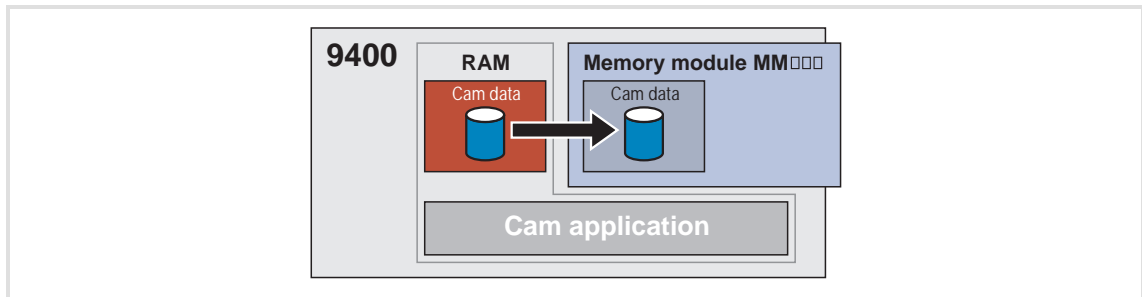 9400
RAM
Memory module MM□□□
Cam data
Cam data
Cam application